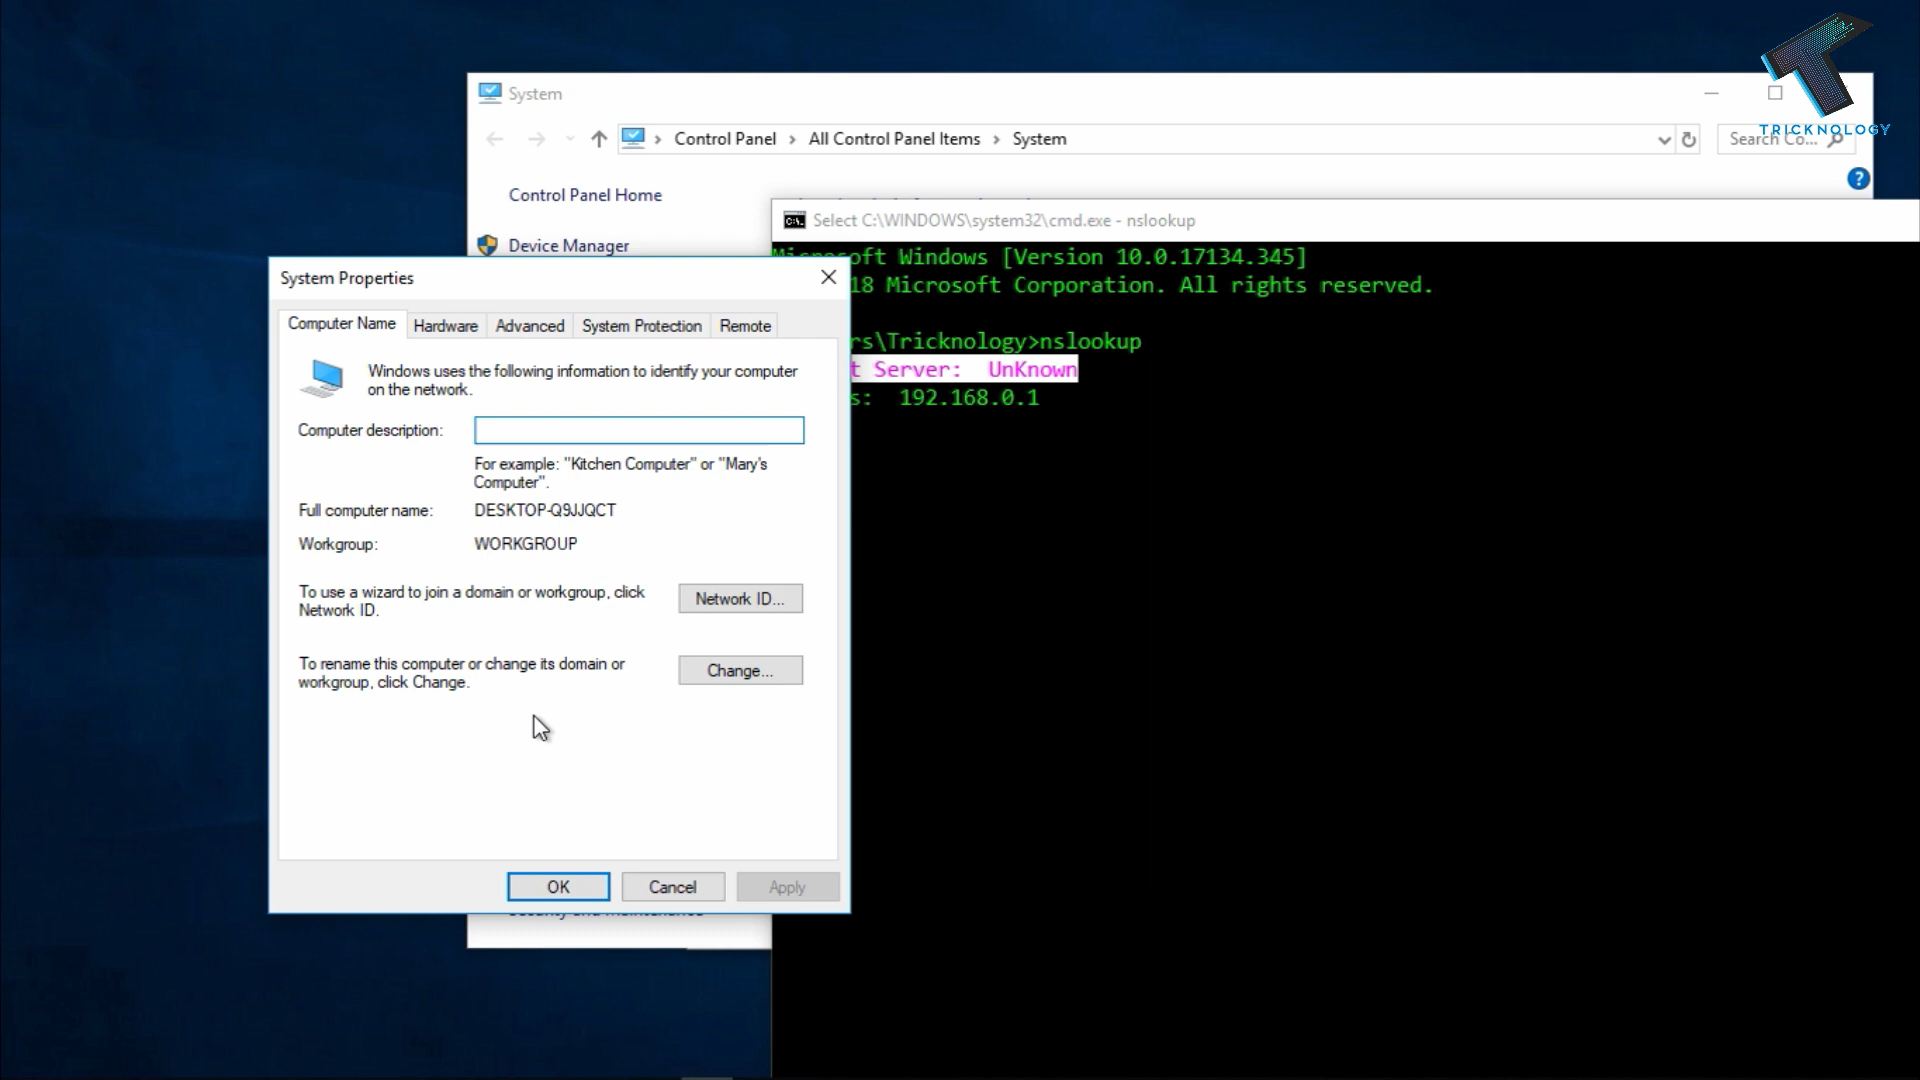 TRICKNOLOGY
System
Control Panel > All Control Panel Items > System
Search Co...
Control Panel Home
Device Manager
Select C:\WINDOWS\system32\cmd.exe - nslookup
Microsoft Windows [Version 10.0.17134.345]
18 Microsoft Corporation. All rights reserved.
rs\Tricknology>nslookup
t Server:  UnKnown
s:  192.168.0.1
System Properties
Computer Name Hardware Advanced System Protection Remote
Windows uses the following information to identify your computer
on the network.
Computer description:
For example: "Kitchen Computer" or "Mary's
Computer".
Full computer name: DESKTOP-Q9JJQCT
Workgroup: WORKGROUP
To use a wizard to join a domain or workgroup, click
Network ID.
Network ID...
To rename this computer or change its domain or
workgroup, click Change.
Change...
OK Cancel Apply
Security and Maintenance